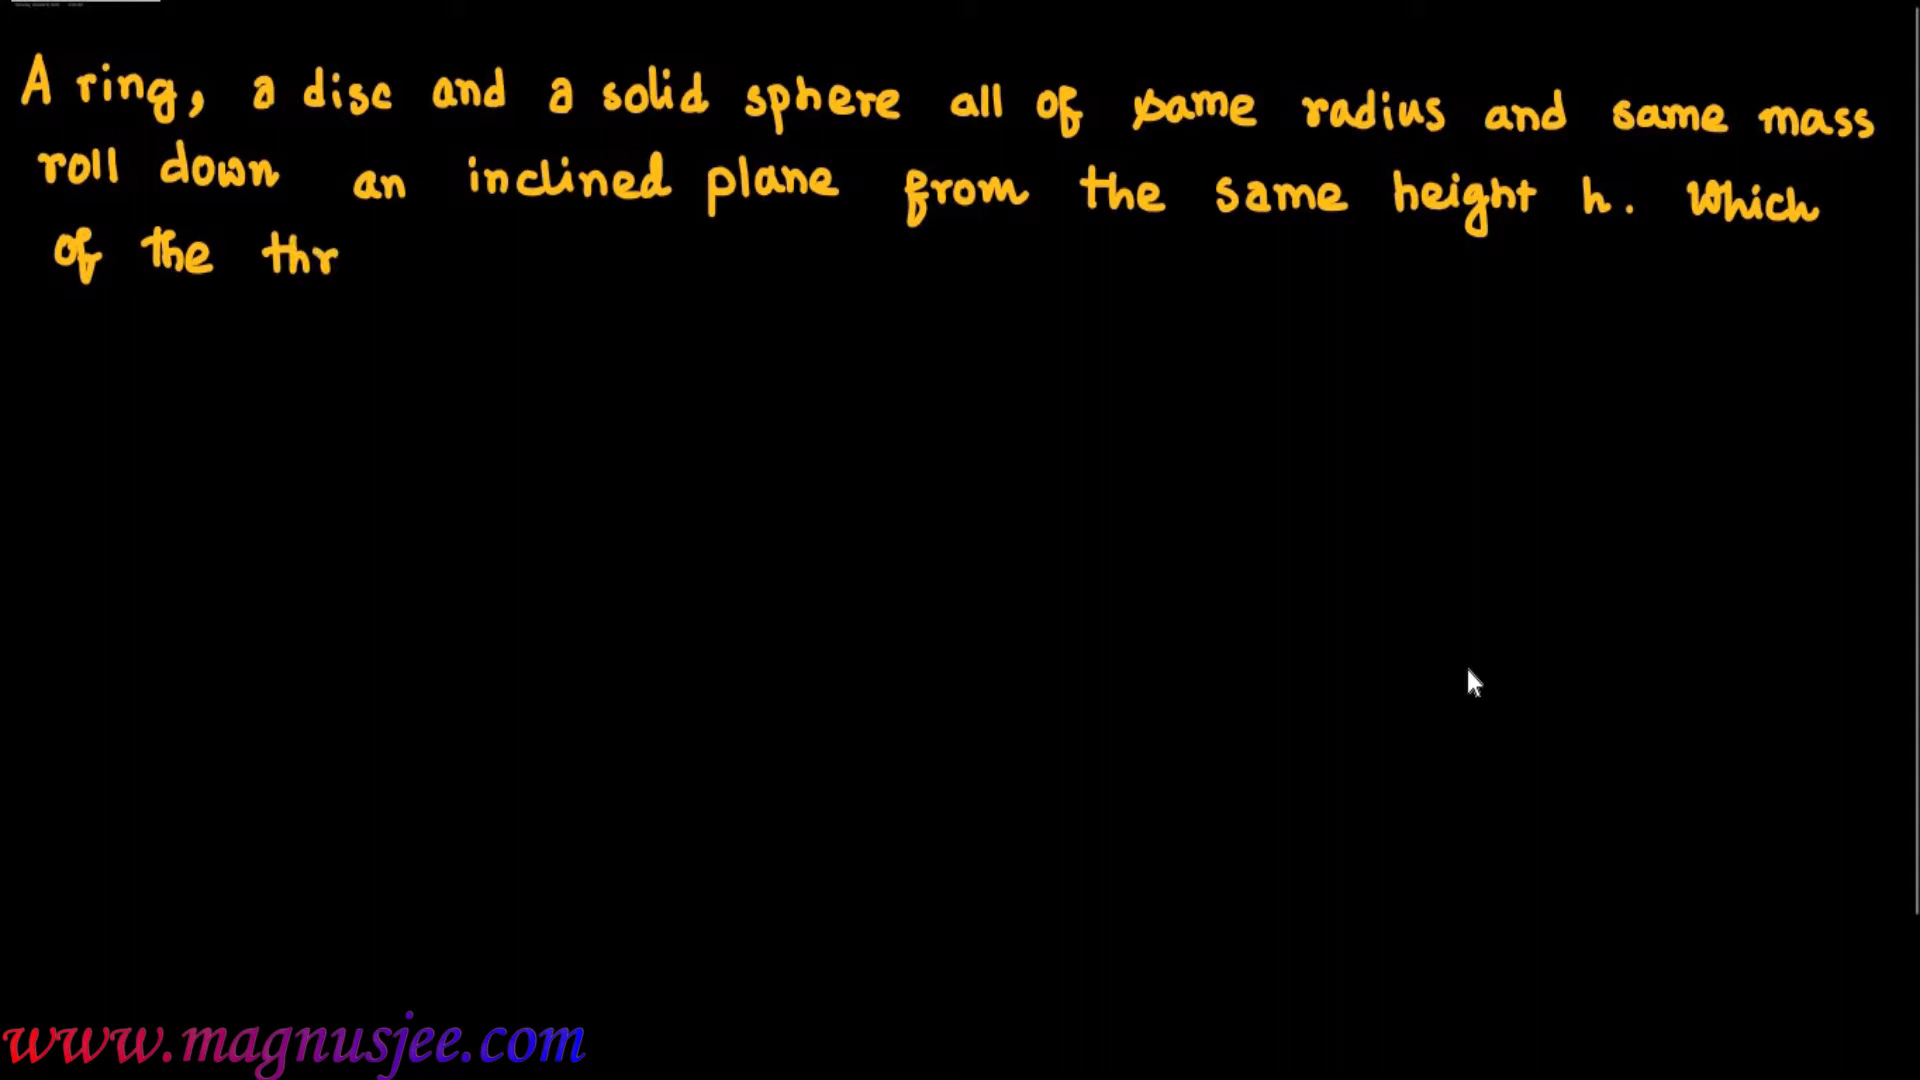 A ring, a disc and a solid sphere all of same radius and same mass
roll down an inclined plane from the same height h. Which
of the thr
www.magnusjee.com